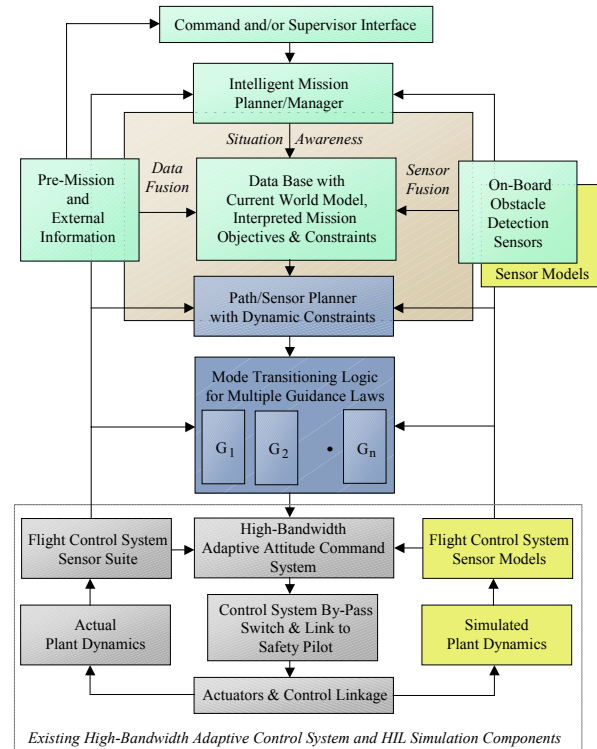 Command and/or Supervisor Interface
Intelligent Mission
Planner/Manager
Situation Awareness
Data
Fusion
Sensor
Fusion
Pre-Mission
and
External
Information
Data Base with
Current World Model,
Interpreted Mission
Objectives & Constraints
On-Board
Obstacle
Detection
Sensors
Sensor Models
Path/Sensor Planner
with Dynamic Constraints
Mode Transitioning Logic
for Multiple Guidance Laws
G1 G2 • Gn
Flight Control System
Sensor Suite
High-Bandwidth
Adaptive Attitude Command
System
Flight Control System
Sensor Models
Actual
Plant Dynamics
Control System By-Pass
Switch & Link to
Safety Pilot
Simulated
Plant Dynamics
Actuators & Control Linkage
Existing High-Bandwidth Adaptive Control System and HIL Simulation Components